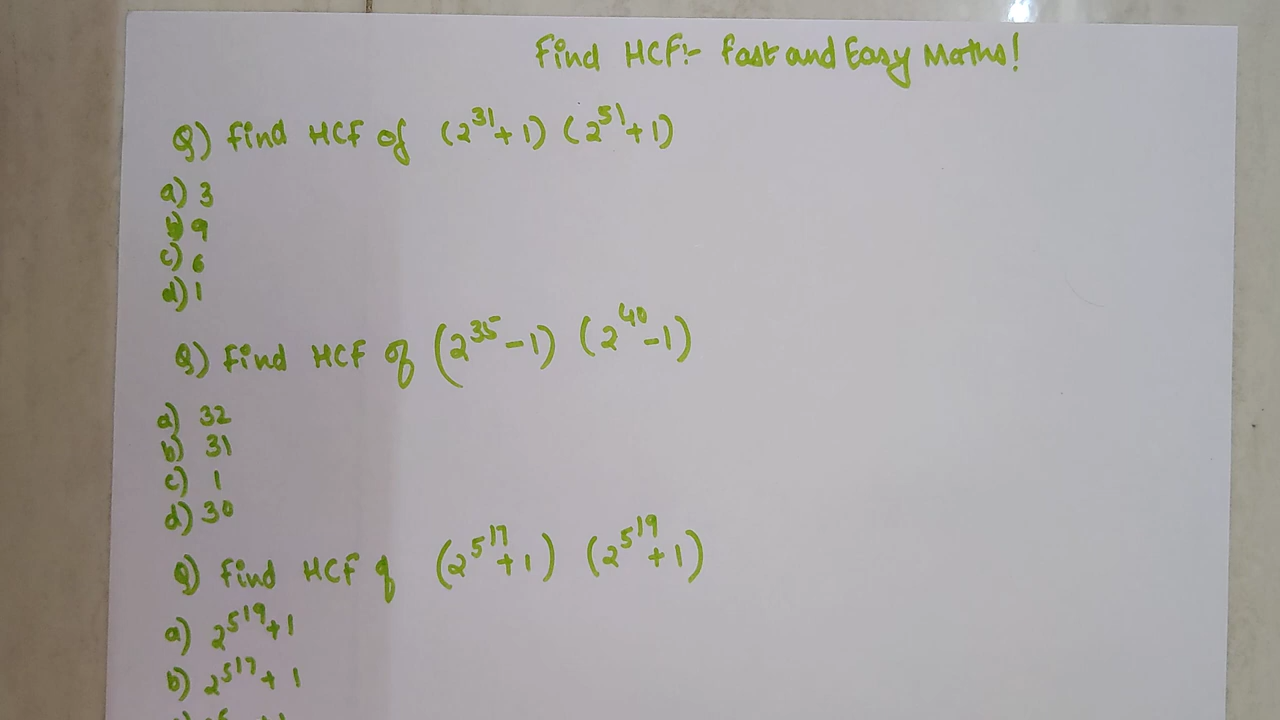 Find HCF:- fast and Easy Maths!
Q) find HCF of (2^31+1) (2^51+1)
a) 3
b) 9
c) 6
d) 1
Q) find HCF of (2^35-1) (2^40-1)
a) 32
b) 31
c) 1
d) 30
Q) find HCF of (2^5^17+1) (2^5^19+1)
a) 2^5^19+1
b) 2^5^17+1